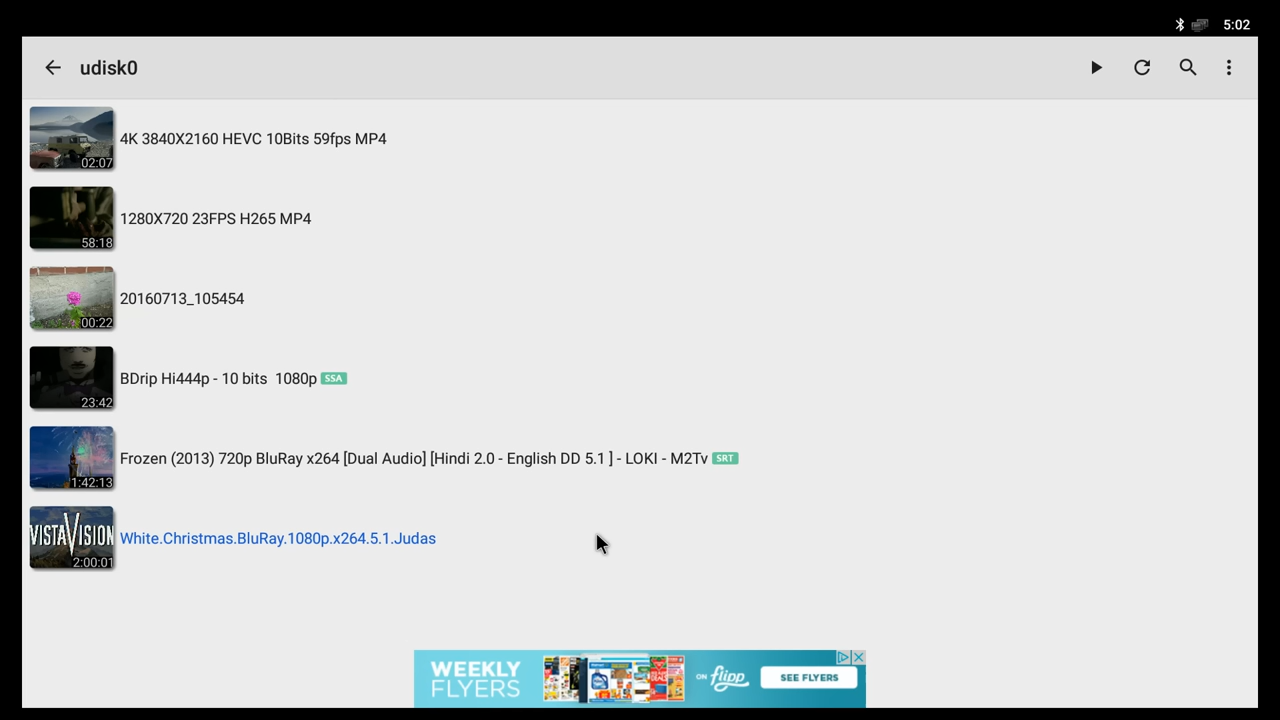 5:02
udisk0
02:07
4K 3840X2160 HEVC 10Bits 59fps MP4
58:18
1280X720 23FPS H265 MP4
00:22
20160713_105454
23:42
BDrip Hi444p - 10 bits  1080p SSA
1:42:13
Frozen (2013) 720p BluRay x264 [Dual Audio] [Hindi 2.0 - English DD 5.1 ] - LOKI - M2Tv SRT
VISTAVISION
2:00:01
White.Christmas.BluRay.1080p.x264.5.1.Judas
WEEKLY
FLYERS
ON flipp
SEE FLYERS